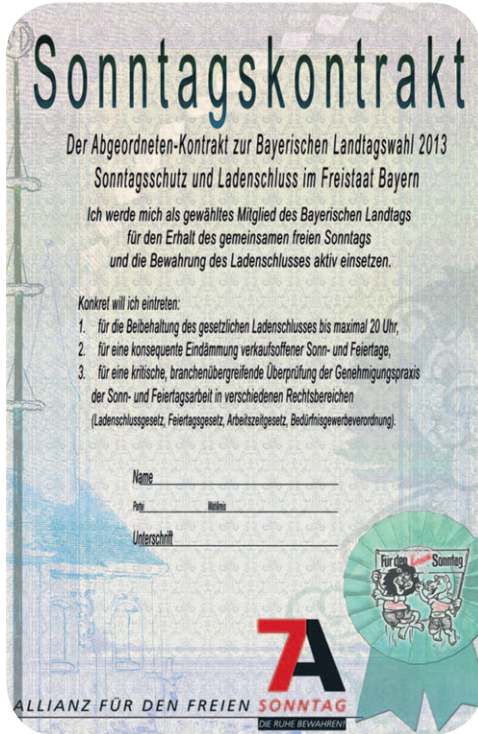 Sonntagskontrakt
Der Abgeordneten-Kontrakt zur Bayerischen Landtagswahl 2013
Sonntagsschutz und Ladenschluss im Freistaat Bayern
Ich werde mich als gewähltes Mitglied des Bayerischen Landtags
für den Erhalt des gemeinsamen freien Sonntags
und die Bewahrung des Ladenschlusses aktiv einsetzen.
Konkret will ich eintreten:
1. für die Beibehaltung des gesetzlichen Ladenschlusses bis maximal 20 Uhr,
2. für eine konsequente Eindämmung verkaufsoffener Sonn- und Feiertage,
3. für eine kritische, branchenübergreifende Überprüfung der Genehmigungspraxis
der Sonn- und Feiertagsarbeit in verschiedenen Rechtsbereichen
(Ladenschlussgesetz, Feiertagsgesetz, Arbeitszeitgesetz, Bedürfnisgewerbeverordnung).
Name
Partei Wahlkreis
Unterschrift
Für den freien Sonntag
7A
ALLIANZ FÜR DEN FREIEN SONNTAG
DIE RUHE BEWAHREN!